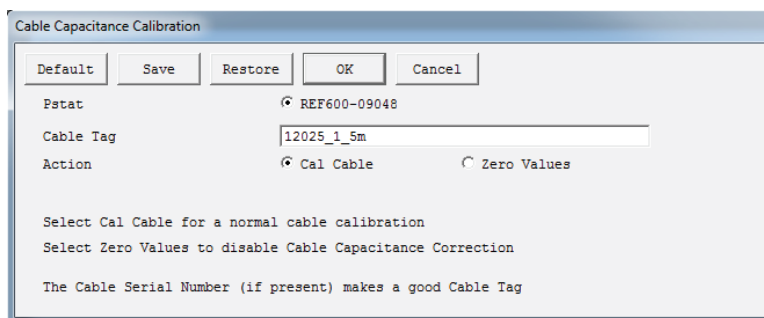 Cable Capacitance Calibration
Default Save Restore OK Cancel
Pstat REF600-09048
Cable Tag 12025_1_5m
Action Cal Cable Zero Values
Select Cal Cable for a normal cable calibration
Select Zero Values to disable Cable Capacitance Correction
The Cable Serial Number (if present) makes a good Cable Tag